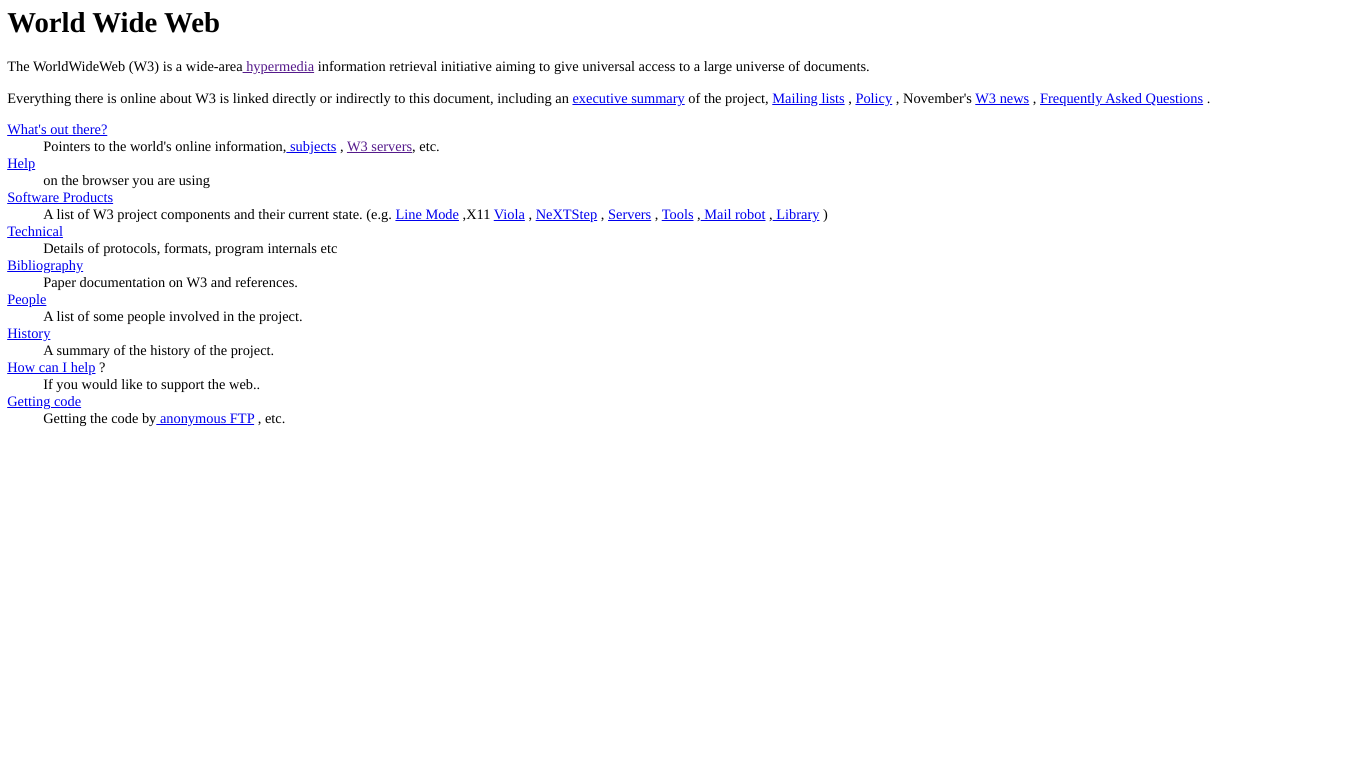 World Wide Web
The WorldWideWeb (W3) is a wide-area hypermedia information retrieval initiative aiming to give universal access to a large universe of documents.
Everything there is online about W3 is linked directly or indirectly to this document, including an executive summary of the project, Mailing lists , Policy , November's W3 news , Frequently Asked Questions .
What's out there?
Pointers to the world's online information, subjects , W3 servers, etc.
Help
on the browser you are using
Software Products
A list of W3 project components and their current state. (e.g. Line Mode ,X11 Viola , NeXTStep , Servers , Tools , Mail robot , Library )
Technical
Details of protocols, formats, program internals etc
Bibliography
Paper documentation on W3 and references.
People
A list of some people involved in the project.
History
A summary of the history of the project.
How can I help ?
If you would like to support the web..
Getting code
Getting the code by anonymous FTP , etc.